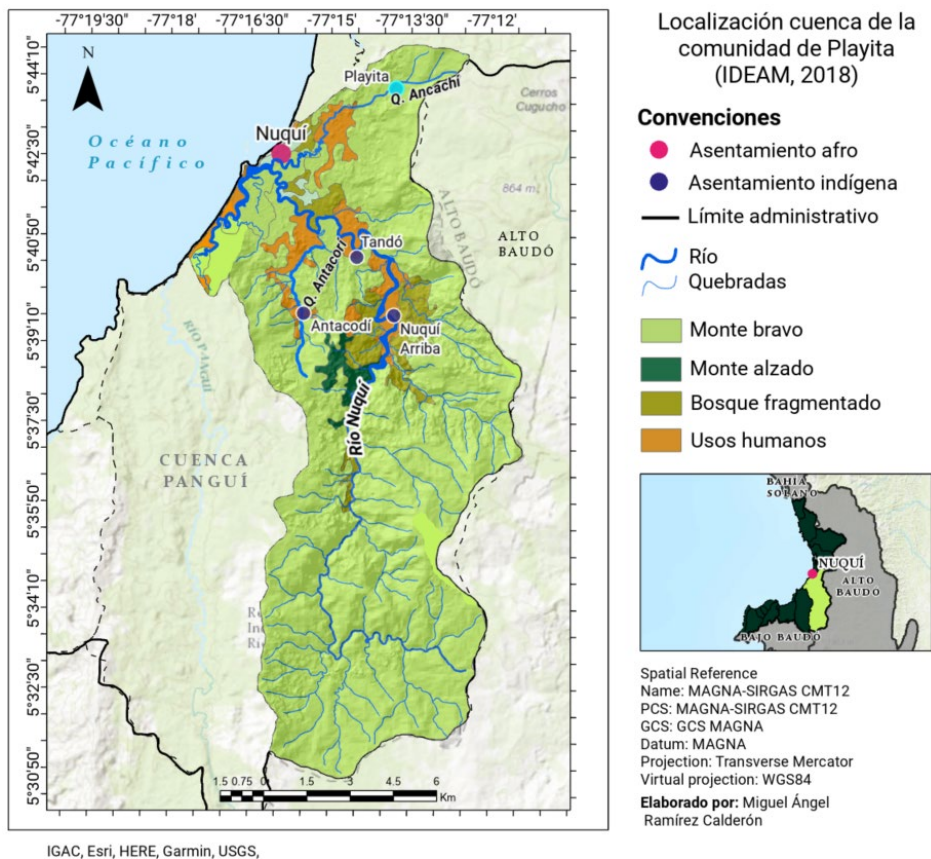 -77°19'30"
-77°18'
-77°16'30"
-77°15'
-77°13'30"
-77°12'
5°44'10"
5°42'30"
5°40'50"
5°39'10"
5°37'30"
5°35'50"
5°34'10"
5°32'30"
5°30'50"
N
Océano
Pacífico
Playita
Q. Ancachí
Cerros
Cugucho
Nuquí
864 m
ALTO BAUDÓ
ALTO
BAUDÓ
Tandó
Q. Antacorí
Antacodí
Nuquí
Arriba
RÍO PANGUÍ
Río Nuquí
CUENCA
PANGUÍ
1.5 0.75 0 1.5 3 4.5 6
Km
IGAC, Esri, HERE, Garmin, USGS,
Localización cuenca de la
comunidad de Playita
(IDEAM, 2018)
Convenciones
Asentamiento afro
Asentamiento indígena
Límite administrativo
Río
Quebradas
Monte bravo
Monte alzado
Bosque fragmentado
Usos humanos
BAHÍA
SOLANO
NUQUÍ
ALTO
BAUDO
BAJO BAUDO
Spatial Reference
Name: MAGNA-SIRGAS CMT12
PCS: MAGNA-SIRGAS CMT12
GCS: GCS MAGNA
Datum: MAGNA
Projection: Transverse Mercator
Virtual projection: WGS84
Elaborado por: Miguel Ángel
Ramírez Calderón